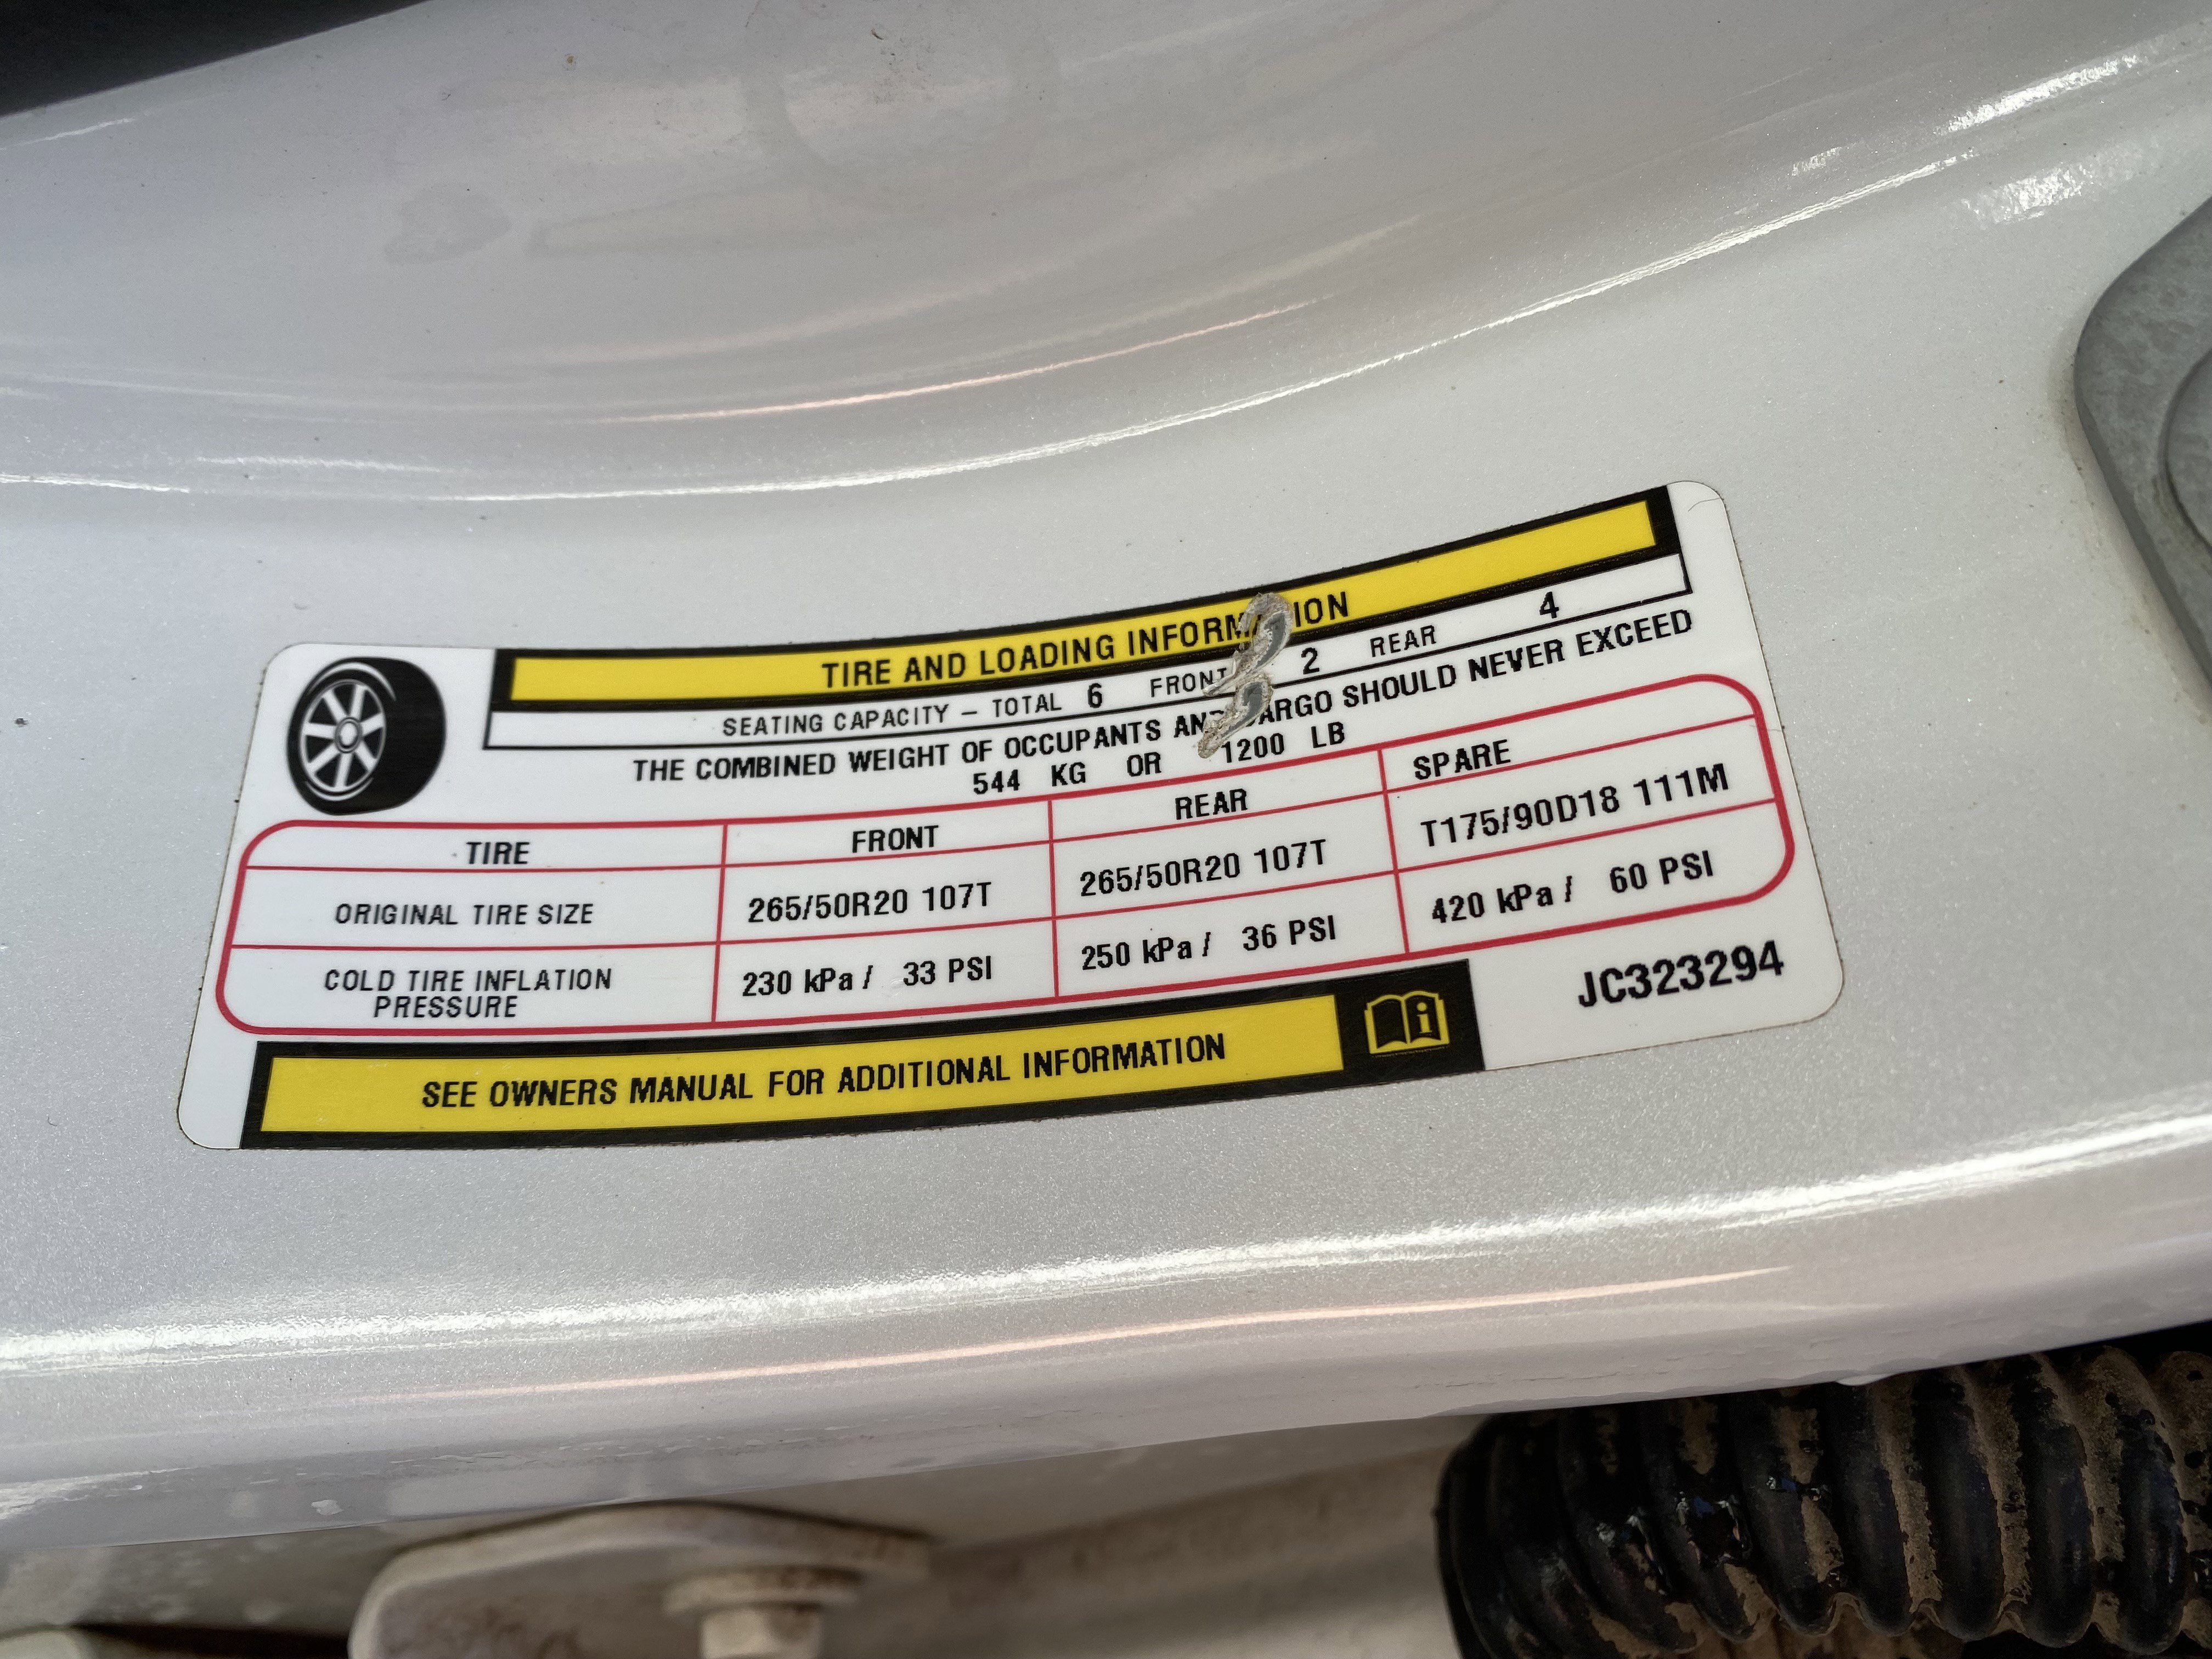 TIRE AND LOADING INFORM ION
SEATING CAPACITY – TOTAL 6 FRONT 2 REAR 4
THE COMBINED WEIGHT OF OCCUPANTS AND CARGO SHOULD NEVER EXCEED
544 KG OR 1200 LB
TIRE FRONT REAR SPARE
ORIGINAL TIRE SIZE 265/50R20 107T 265/50R20 107T T175/90D18 111M
COLD TIRE INFLATION PRESSURE 230 kPa / 33 PSI 250 kPa / 36 PSI 420 kPa / 60 PSI
SEE OWNERS MANUAL FOR ADDITIONAL INFORMATION
JC323294